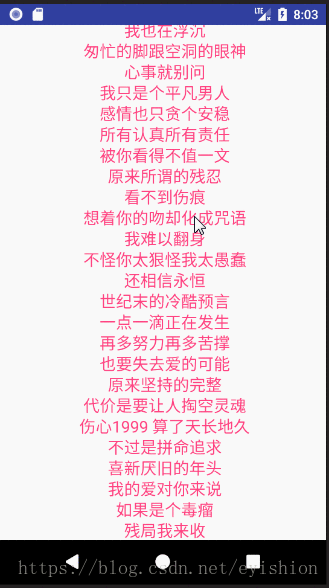 LTE 8:03
我也在浮沉
匆忙的脚跟空洞的眼神
心事就别问
我只是个平凡男人
感情也只贪个安稳
所有认真所有责任
被你看得不值一文
原来所谓的残忍
看不到伤痕
想着你的吻却化成咒语
我难以翻身
不怪你太狠怪我太愚蠢
还相信永恒
世纪末的冷酷预言
一点一滴正在发生
再多努力再多苦撑
也要失去爱的可能
原来坚持的完整
代价是要让人掏空灵魂
伤心1999 算了天长地久
不过是拼命追求
喜新厌旧的年头
我的爱对你来说
如果是个毒瘤
残局我来收
https://blog.csdn.net/eyishion